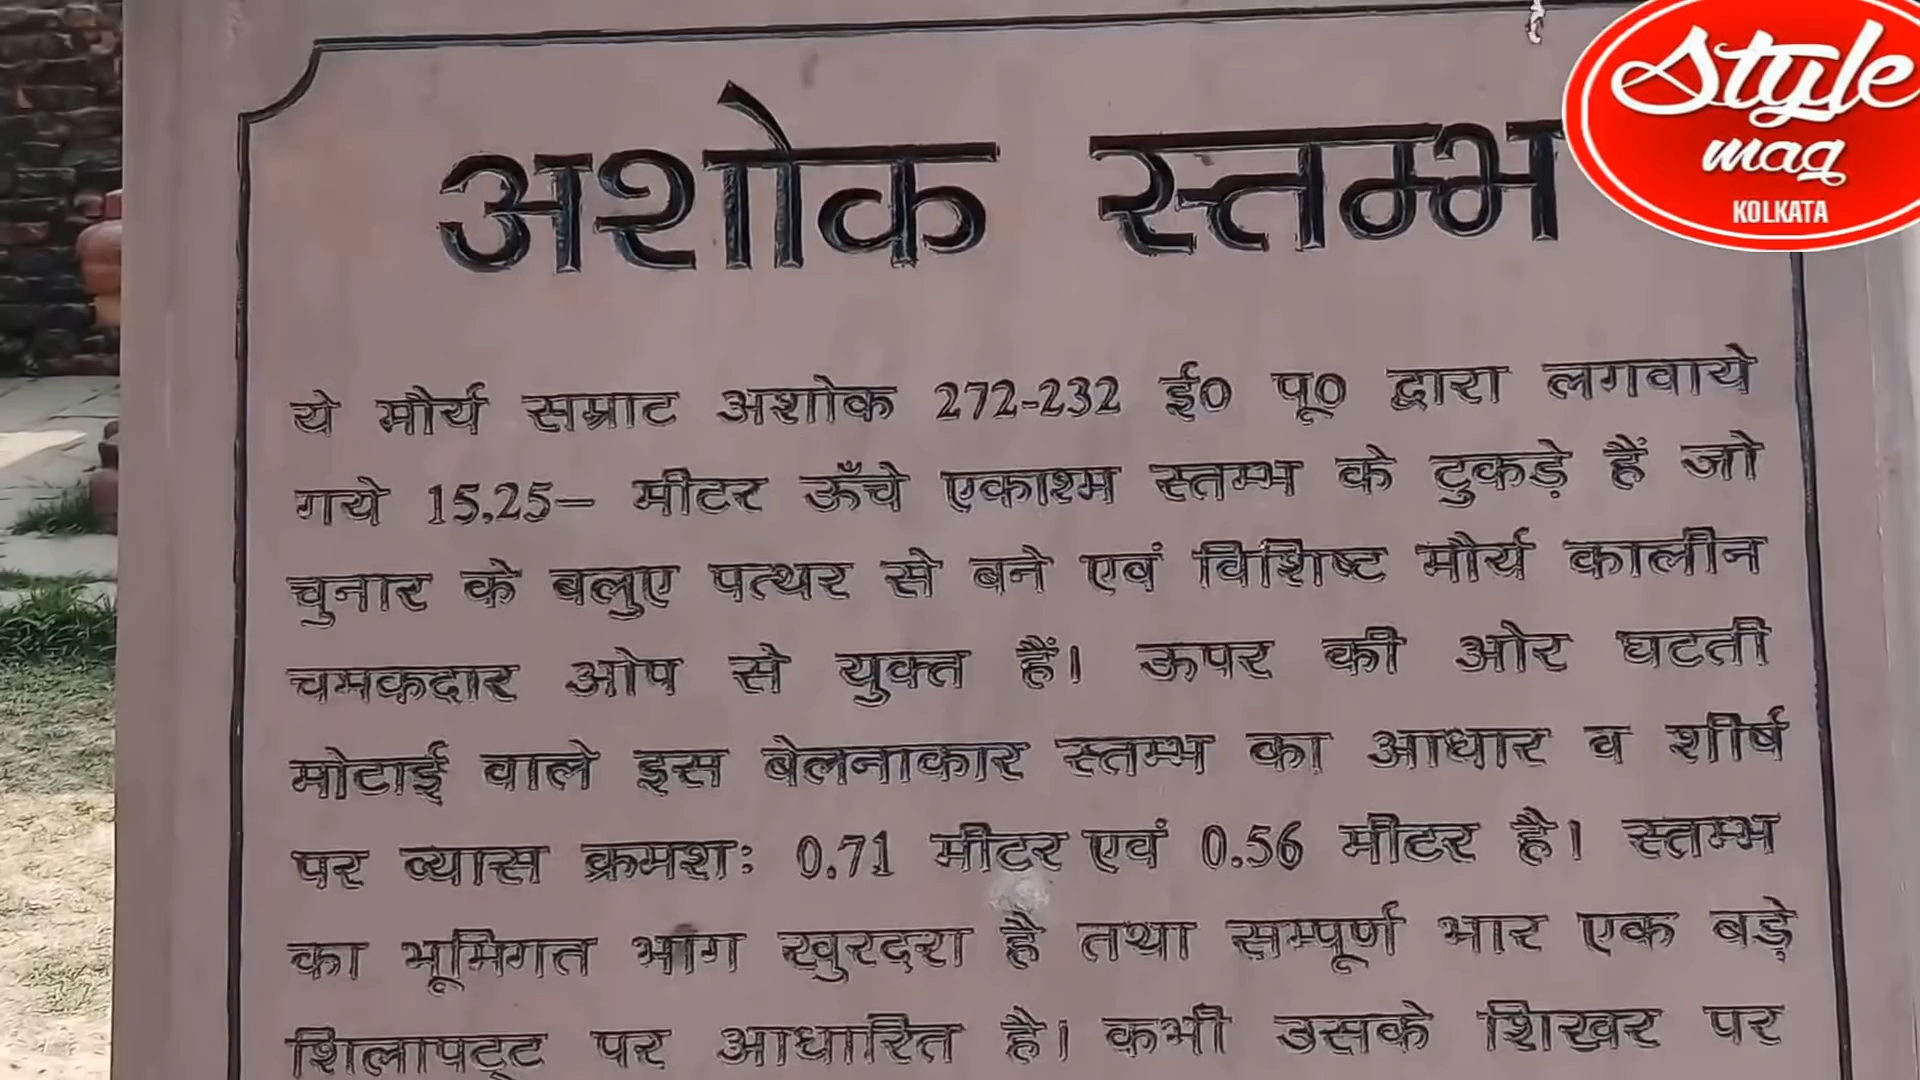 Style
mag
KOLKATA
अशोक स्तम्भ
ये मौर्य सम्राट अशोक 272-232 ई० पू० द्वारा लगवाये
गये 15.25– मीटर ऊँचे एकाश्म स्तम्भ के टुकड़े हैं जो
चुनार के बलुए पत्थर से बने एवं विशिष्ट मौर्य कालीन
चमकदार ओप से युक्त हैं। ऊपर की ओर घटती
मोटाई वाले इस बेलनाकार स्तम्भ का आधार व शीर्ष
पर व्यास क्रमशः 0.71 मीटर एवं 0.56 मीटर है। स्तम्भ
का भूमिगत भाग खुरदरा है तथा सम्पूर्ण भार एक बड़े
शिलापट्ट पर आधारित है। कभी उसके शिखर पर